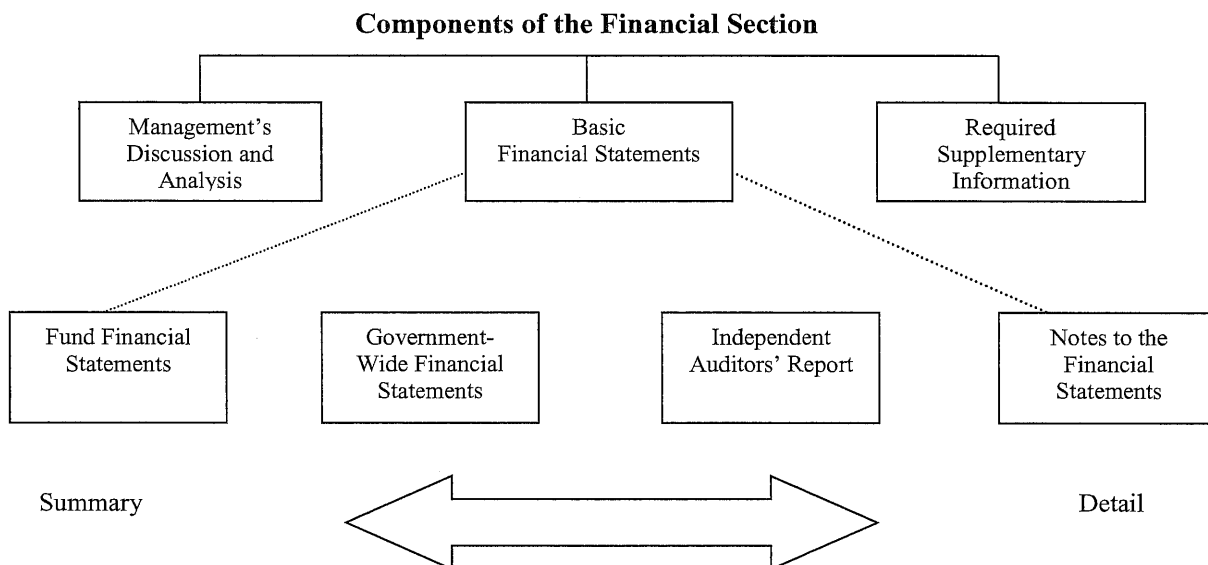 Components of the Financial Section
Management's
Discussion and
Analysis
Basic
Financial Statements
Required
Supplementary
Information
Fund Financial
Statements
Government-
Wide Financial
Statements
Independent
Auditors' Report
Notes to the
Financial
Statements
Summary
Detail